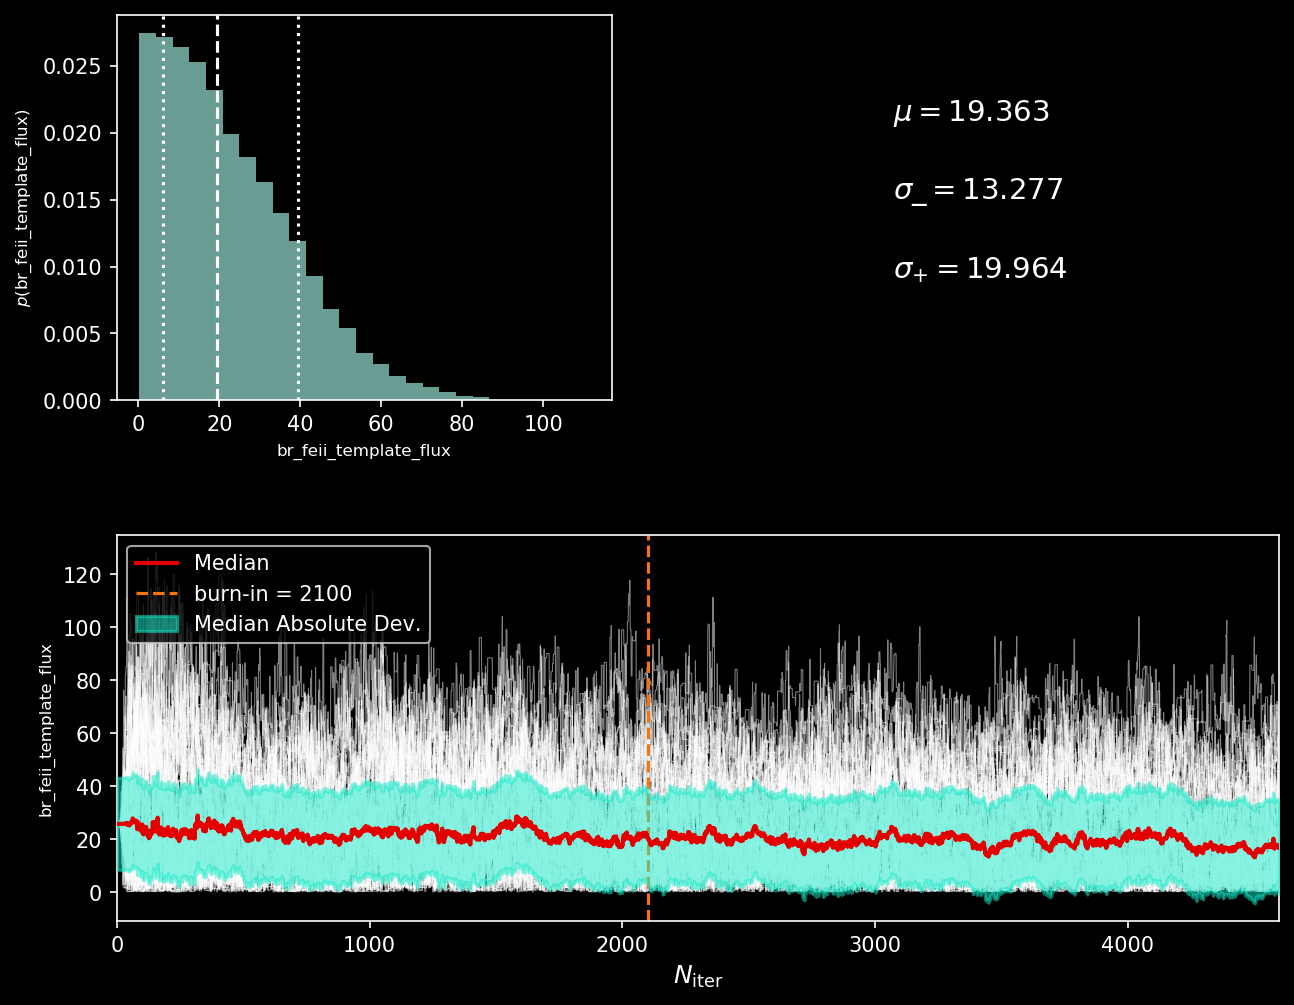 0.025
0.020
0.015
0.010
0.005
0.000
p(br_feii_template_flux)
0 20 40 60 80 100
br_feii_template_flux
μ = 19.363
σ_ = 13.277
σ+ = 19.964
Median
burn-in = 2100
Median Absolute Dev.
120
100
80
60
40
20
0
br_feii_template_flux
0 1000 2000 3000 4000
Niter